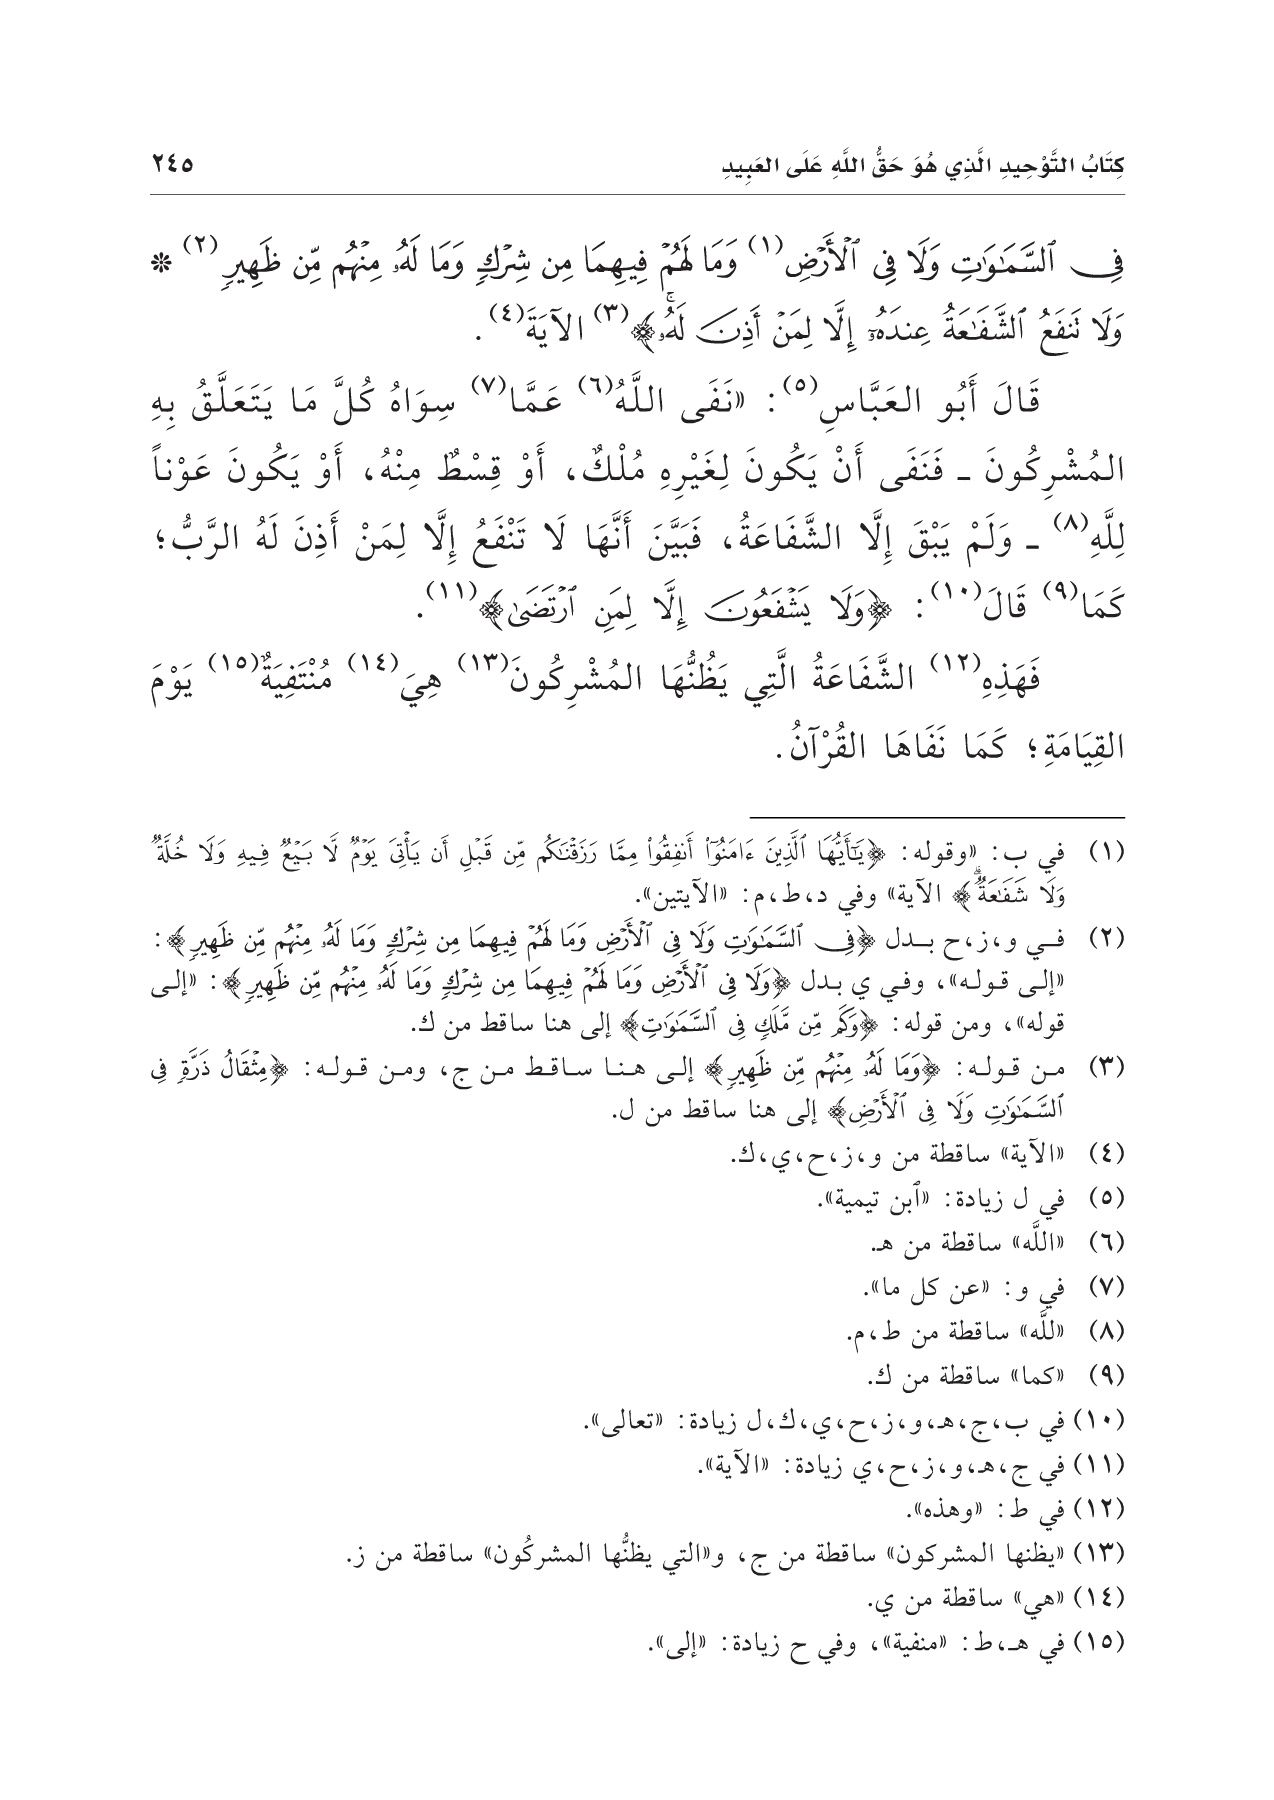 كِتَابُ التَّوْحِيدِ الَّذِي هُوَ حَقُّ اللَّهِ عَلَى العَبِيدِ ٢٤٥
فِى ٱلسَّمَٰوَٰتِ وَلَا فِى ٱلْأَرْضِ(١) وَمَا لَهُمْ فِيهِمَا مِن شِرْكٍ وَمَا لَهُۥ مِنْهُم مِّن ظَهِيرٍ(٢) *
وَلَا تَنفَعُ ٱلشَّفَٰعَةُ عِندَهُۥٓ إِلَّا لِمَنْ أَذِنَ لَهُۥۚ﴾(٣) الآيَةَ(٤).
قَالَ أَبُو العَبَّاسِ(٥): «نَفَى اللَّهُ(٦) عَمَّا(٧) سِوَاهُ كُلَّ مَا يَتَعَلَّقُ بِهِ
المُشْرِكُونَ ـ فَنَفَى أَنْ يَكُونَ لِغَيْرِهِ مُلْكٌ، أَوْ قِسْطٌ مِنْهُ، أَوْ يَكُونَ عَوْناً
لِلَّهِ(٨) ـ وَلَمْ يَبْقَ إِلَّا الشَّفَاعَةُ، فَبَيَّنَ أَنَّهَا لَا تَنْفَعُ إِلَّا لِمَنْ أَذِنَ لَهُ الرَّبُّ؛
كَمَا(٩) قَالَ(١٠): ﴿وَلَا يَشْفَعُونَ إِلَّا لِمَنِ ٱرْتَضَىٰ﴾(١١).
فَهَذِهِ(١٢) الشَّفَاعَةُ الَّتِي يَظُنُّهَا المُشْرِكُونَ(١٣) هِيَ(١٤) مُنْتَفِيَةٌ(١٥) يَوْمَ
القِيَامَةِ؛ كَمَا نَفَاهَا القُرْآنُ.
(١) في ب: «وقوله: ﴿يَٰٓأَيُّهَا ٱلَّذِينَ ءَامَنُوٓا۟ أَنفِقُوا۟ مِمَّا رَزَقْنَٰكُم مِّن قَبْلِ أَن يَأْتِىَ يَوْمٌ لَّا بَيْعٌ فِيهِ وَلَا خُلَّةٌ
وَلَا شَفَٰعَةٌۗ﴾ الآية» وفي د،ط،م: «الآيتين».
(٢) في و،ز،ح بدل ﴿فِى ٱلسَّمَٰوَٰتِ وَلَا فِى ٱلْأَرْضِ وَمَا لَهُمْ فِيهِمَا مِن شِرْكٍ وَمَا لَهُۥ مِنْهُم مِّن ظَهِيرٍ﴾:
«إلى قوله»، وفي ي بدل ﴿وَلَا فِى ٱلْأَرْضِ وَمَا لَهُمْ فِيهِمَا مِن شِرْكٍ وَمَا لَهُۥ مِنْهُم مِّن ظَهِيرٍ﴾: «إلى
قوله»، ومن قوله: ﴿وَكَم مِّن مَّلَكٍ فِى ٱلسَّمَٰوَٰتِ﴾ إلى هنا ساقط من ك.
(٣) من قوله: ﴿وَمَا لَهُۥ مِنْهُم مِّن ظَهِيرٍ﴾ إلى هنا ساقط من ج، ومن قوله: ﴿مِثْقَالُ ذَرَّةٍ فِى
ٱلسَّمَٰوَٰتِ وَلَا فِى ٱلْأَرْضِ﴾ إلى هنا ساقط من ل.
(٤) «الآية» ساقطة من و،ز،ح،ي،ك.
(٥) في ل زيادة: «ٱبن تيمية».
(٦) «اللَّه» ساقطة من هـ.
(٧) في و: «عن كل ما».
(٨) «للَّه» ساقطة من ط،م.
(٩) «كما» ساقطة من ك.
(١٠) في ب،ج،هـ،و،ز،ح،ي،ك،ل زيادة: «تعالى».
(١١) في ج،هـ،و،ز،ح،ي زيادة: «الآية».
(١٢) في ط: «وهذه».
(١٣) «يظنها المشركون» ساقطة من ج، و«التي يظنُّها المشركُون» ساقطة من ز.
(١٤) «هي» ساقطة من ي.
(١٥) في هـ،ط: «منفية»، وفي ح زيادة: «إلى».